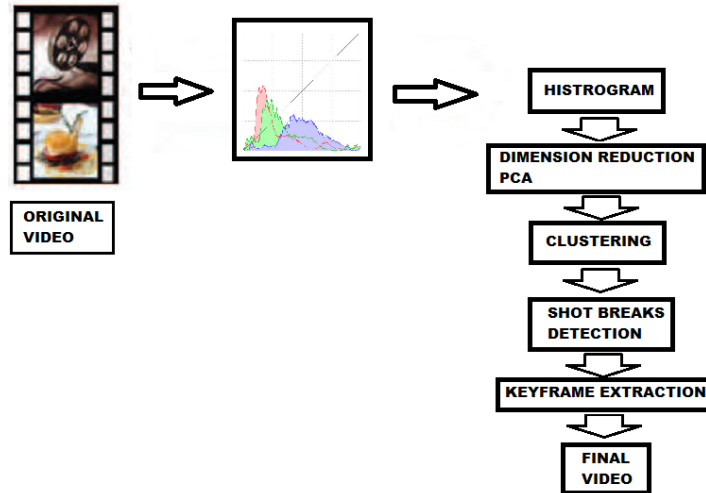 ORIGINAL
VIDEO
HISTROGRAM
DIMENSION REDUCTION
PCA
CLUSTERING
SHOT BREAKS
DETECTION
KEYFRAME EXTRACTION
FINAL
VIDEO